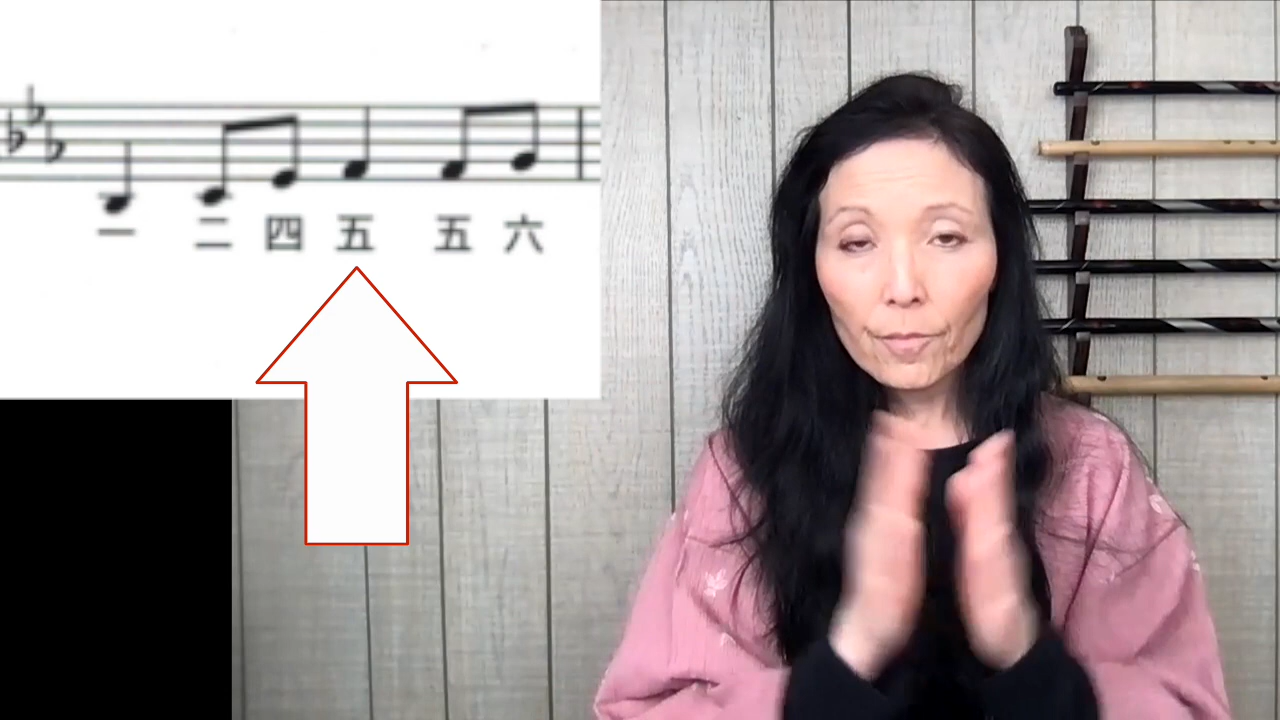 一 二 四 五 五 六